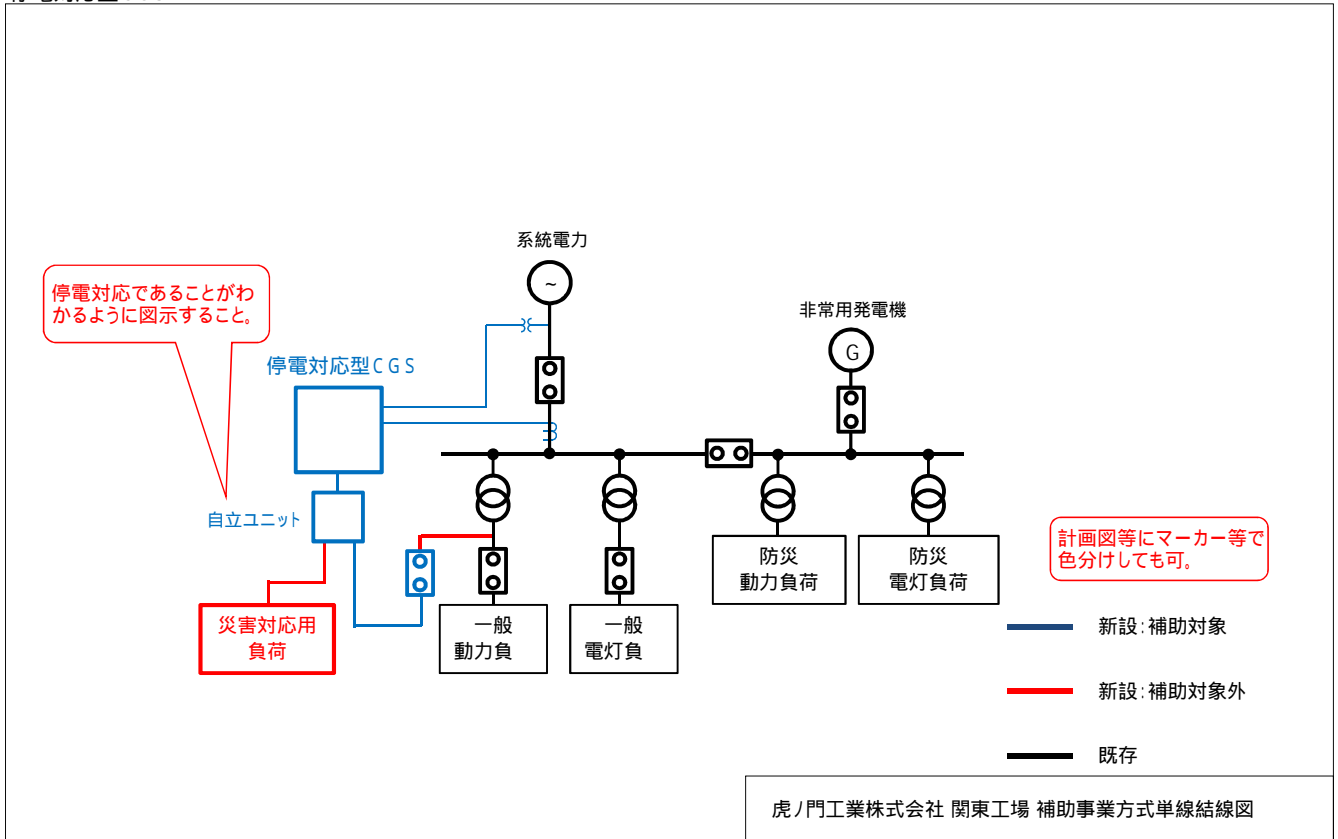 系統電力
~
停電対応であることがわ
かるように図示すること。
非常用発電機
G
停電対応型CGS
自立ユニット
防災
動力負荷
防災
電灯負荷
計画図等にマーカー等で
色分けしても可。
災害対応用
負荷
一般
動力負
一般
電灯負
新設:補助対象
新設:補助対象外
既存
虎ノ門工業株式会社 関東工場 補助事業方式単線結線図